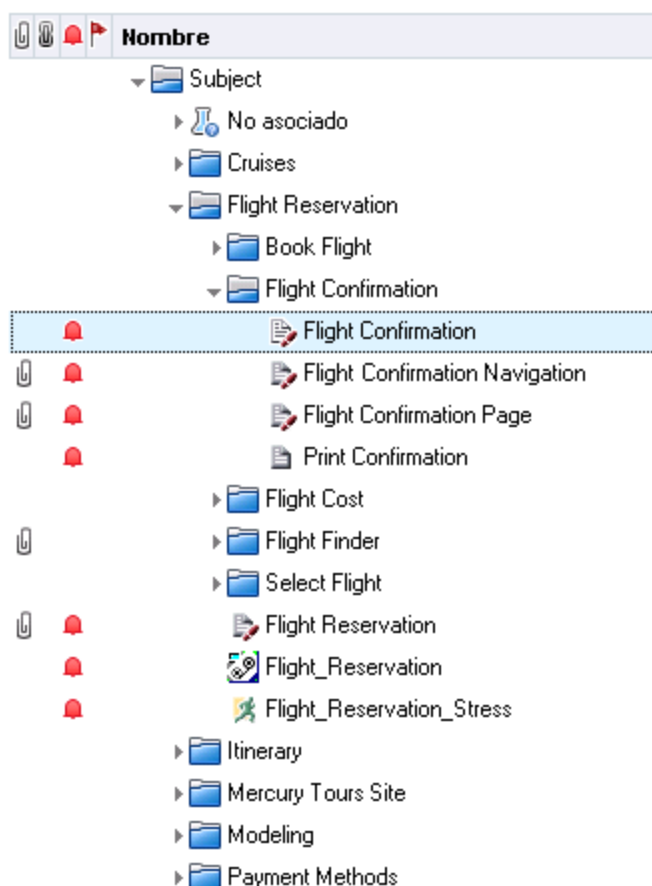 Nombre
Subject
No asociado
Cruises
Flight Reservation
Book Flight
Flight Confirmation
Flight Confirmation
Flight Confirmation Navigation
Flight Confirmation Page
Print Confirmation
Flight Cost
Flight Finder
Select Flight
Flight Reservation
Flight_Reservation
Flight_Reservation_Stress
Itinerary
Mercury Tours Site
Modeling
Payment Methods